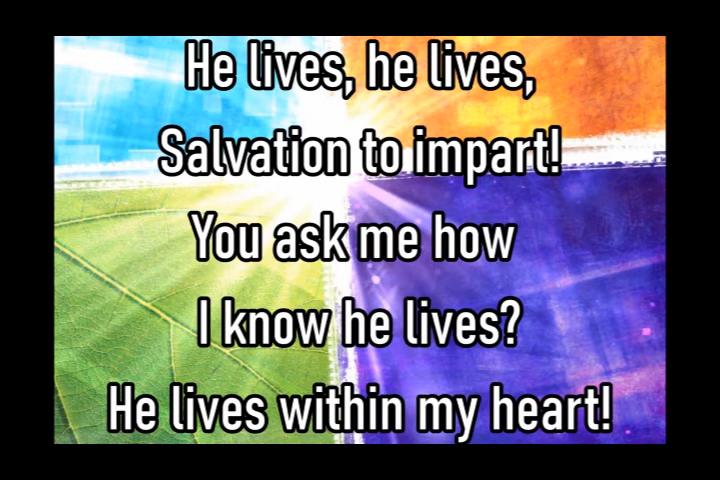 He lives, he lives,
Salvation to impart!
You ask me how
I know he lives?
He lives within my heart!